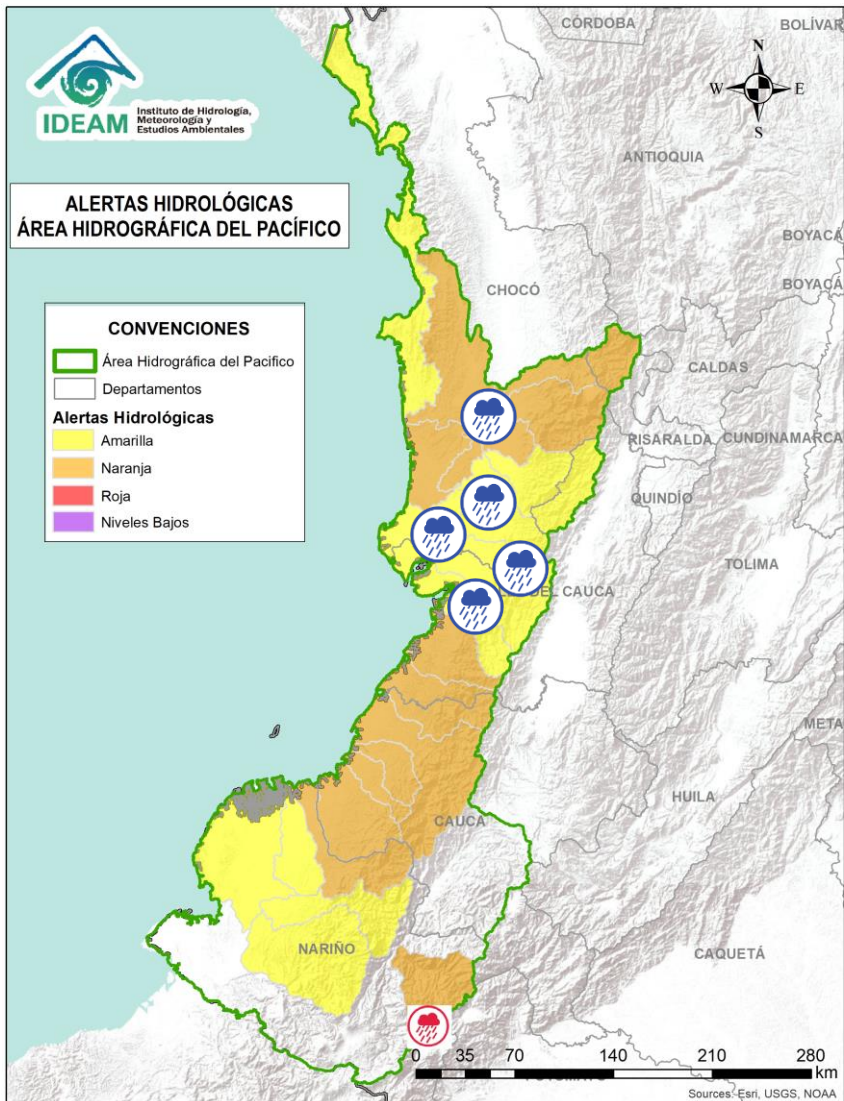 IDEAM
Instituto de Hidrología,
Meteorología y
Estudios Ambientales
ALERTAS HIDROLÓGICAS
ÁREA HIDROGRÁFICA DEL PACÍFICO
CONVENCIONES
Área Hidrográfica del Pacifico
Departamentos
Alertas Hidrológicas
Amarilla
Naranja
Roja
Niveles Bajos
N
W
E
S
CÓRDOBA
BOLÍVAR
ANTIOQUIA
BOYACÁ
BOYACÁ
CHOCÓ
CALDAS
RISARALDA
CUNDINAMARCA
QUINDÍO
TOLIMA
DEL CAUCA
META
HUILA
CAUCA
NARIÑO
CAQUETÁ
0 35 70 140 210 280
km
Sources: Esri, USGS, NOAA